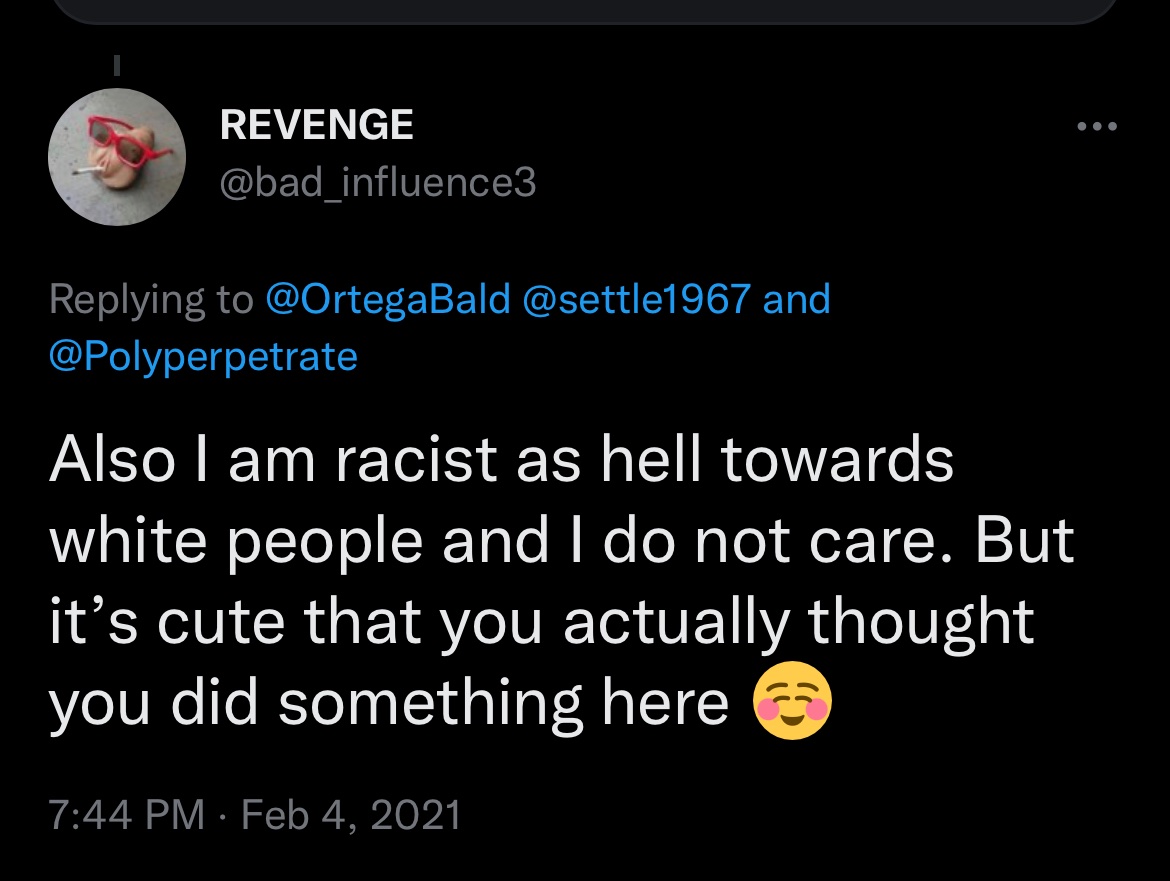 REVENGE
@bad_influence3
Replying to @OrtegaBald @settle1967 and
@Polyperpetrate
Also I am racist as hell towards
white people and I do not care. But
it’s cute that you actually thought
you did something here ☺️
7:44 PM · Feb 4, 2021